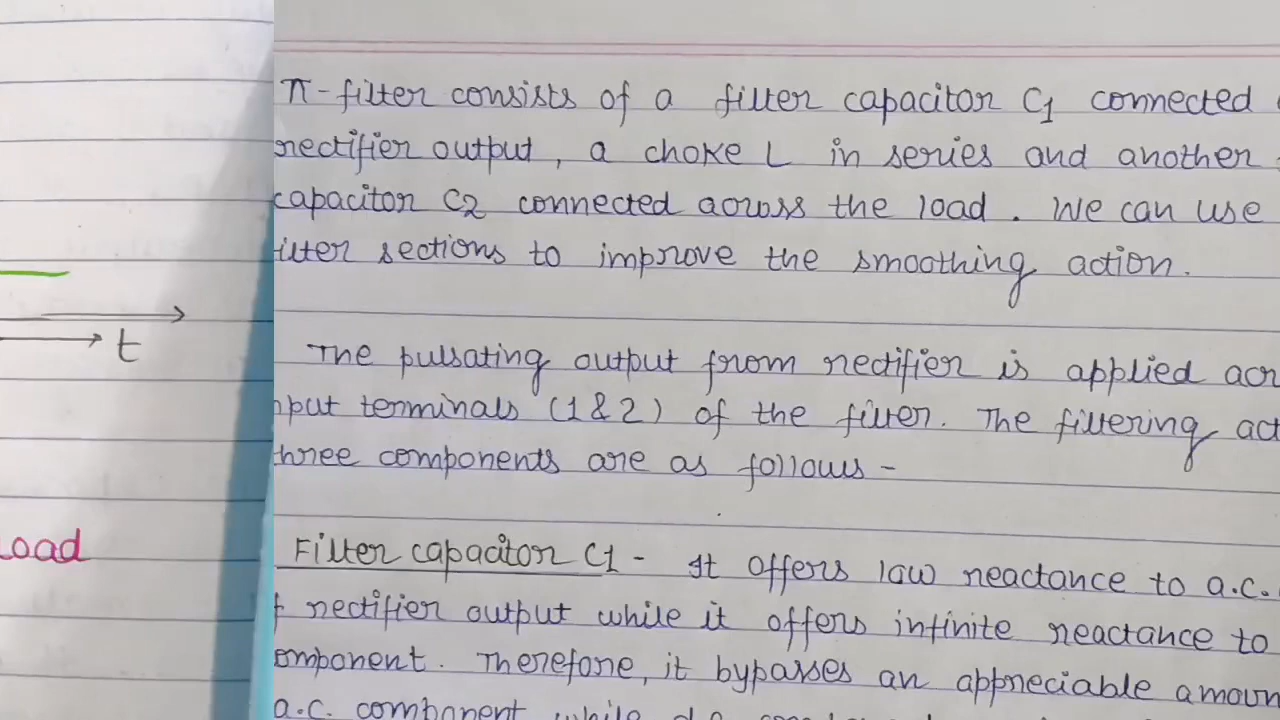 t
Load
π-filter consists of a filter capacitor C1 connected
rectifier output, a choke L in series and another
capacitor C2 connected across the load. We can use
filter sections to improve the smoothing action.
The pulsating output from rectifier is applied
input terminals (1 & 2) of the filter. The filtering
three components are as follows -
Filter capacitor C1 - It offers low reactance to a.c.
rectifier output while it offers infinite reactance to
component. Therefore, it bypasses an appreciable
a.c. component while d.c.